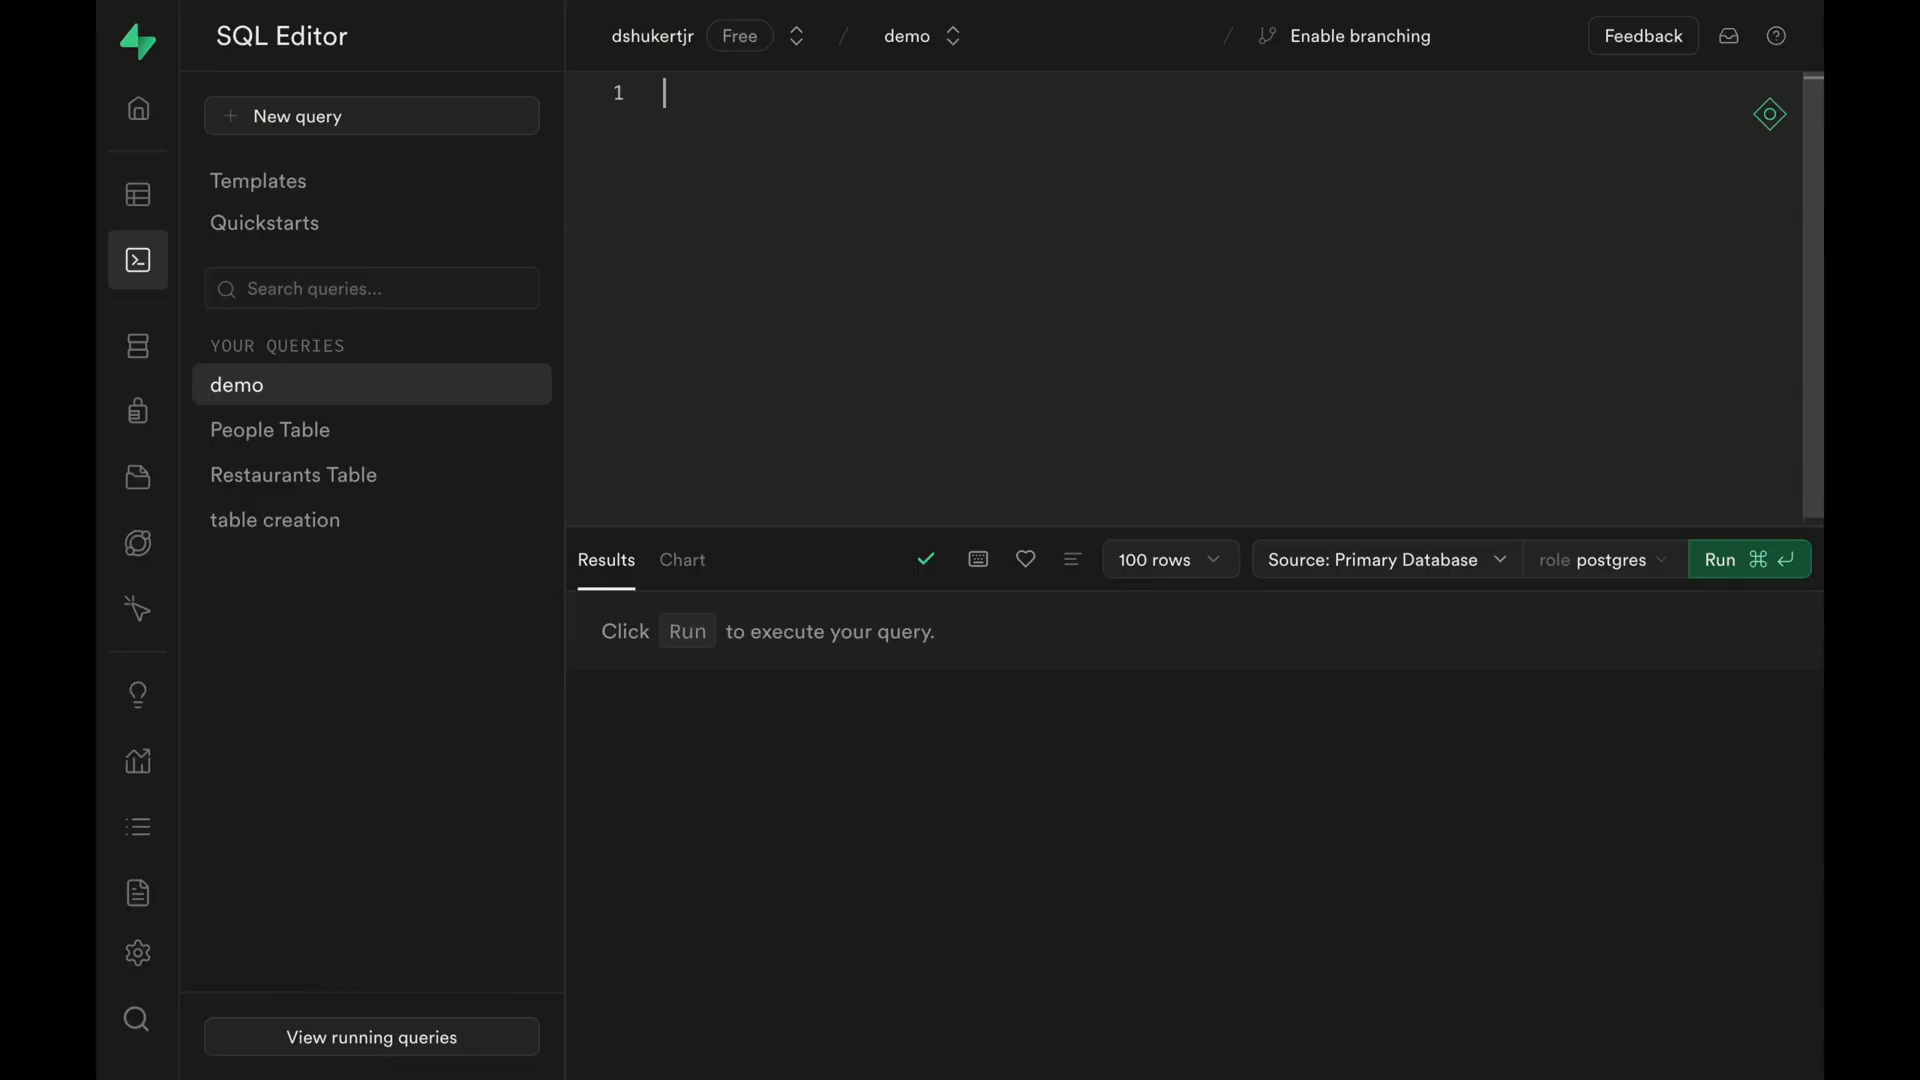 SQL Editor
dshukertjr Free / demo / Enable branching Feedback
New query
1
Templates
Quickstarts
Search queries...
YOUR QUERIES
demo
People Table
Restaurants Table
table creation
Results Chart 100 rows Source: Primary Database role postgres Run ⌘ ↵
Click Run to execute your query.
View running queries